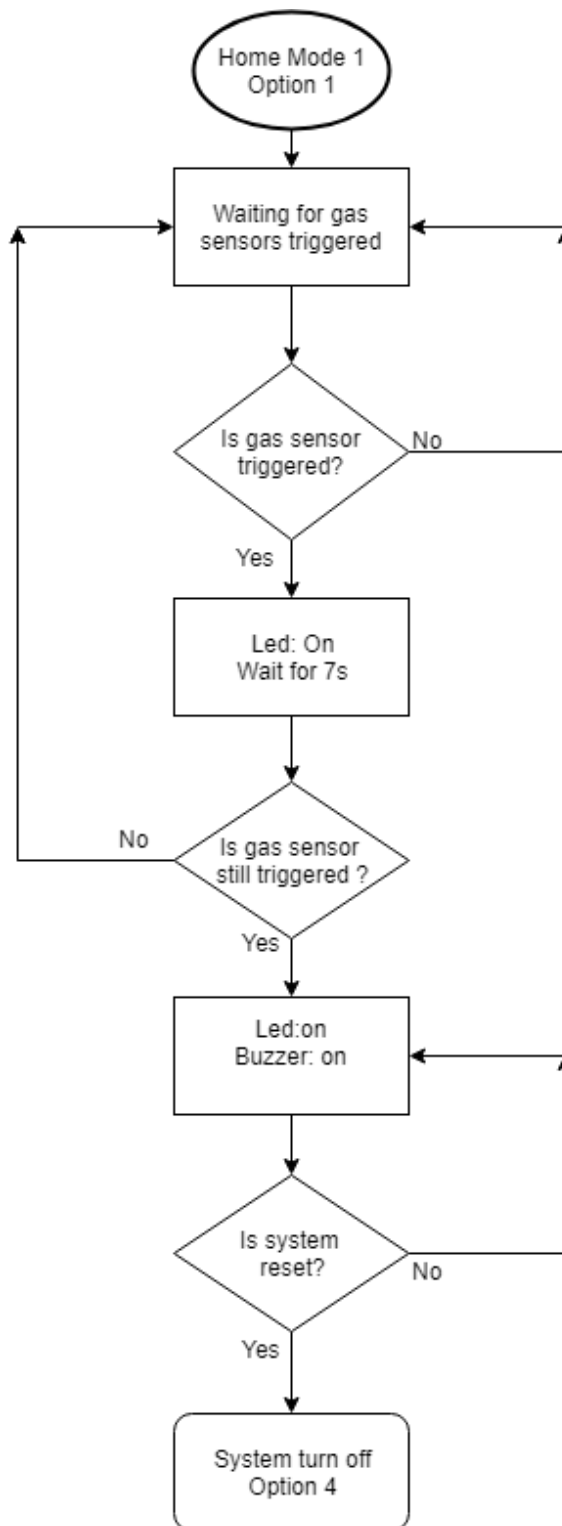 Home Mode 1
Option 1
Waiting for gas
sensors triggered
Is gas sensor
triggered?
No
Yes
Led: On
Wait for 7s
No
Is gas sensor
still triggered ?
Yes
Led:on
Buzzer: on
Is system
reset?
No
Yes
System turn off
Option 4